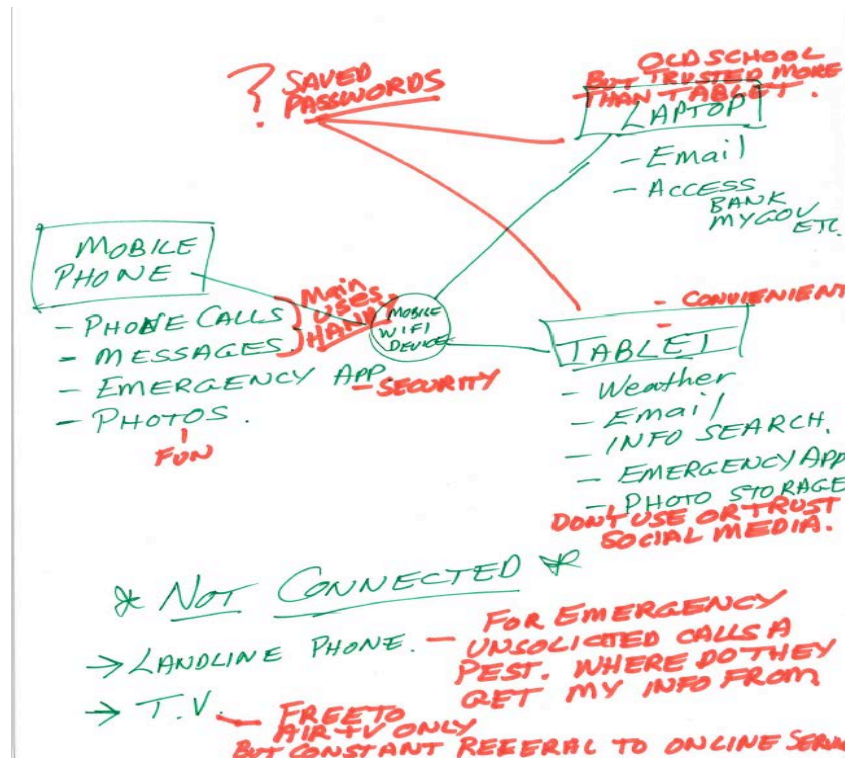 ? SAVED
PASSWORDS
OLD SCHOOL
BUT TRUSTED MORE
THAN TABLET.
LAPTOP
- Email
- ACCESS
BANK
MYGOV
ETC.
MOBILE
PHONE
- PHONE CALLS
- MESSAGES.
- EMERGENCY APP
- PHOTOS.
Main
USES
HANDY
- SECURITY
FUN
MOBILE
WIFI
DEVICE
- CONVIENIENT
-
TABLET
- Weather
- Email
- INFO SEARCH.
- EMERGENCY APP
- PHOTO STORAGE
DON'T USE OR TRUST
SOCIAL MEDIA.
* NOT CONNECTED *
→ LANDLINE PHONE. - FOR EMERGENCY
UNSOLICTED CALLS A
PEST. WHERE DO THEY
GET MY INFO FROM
→ T.V. - FREE TO
AIR TV ONLY
BUT CONSTANT REFERAL TO ONLINE